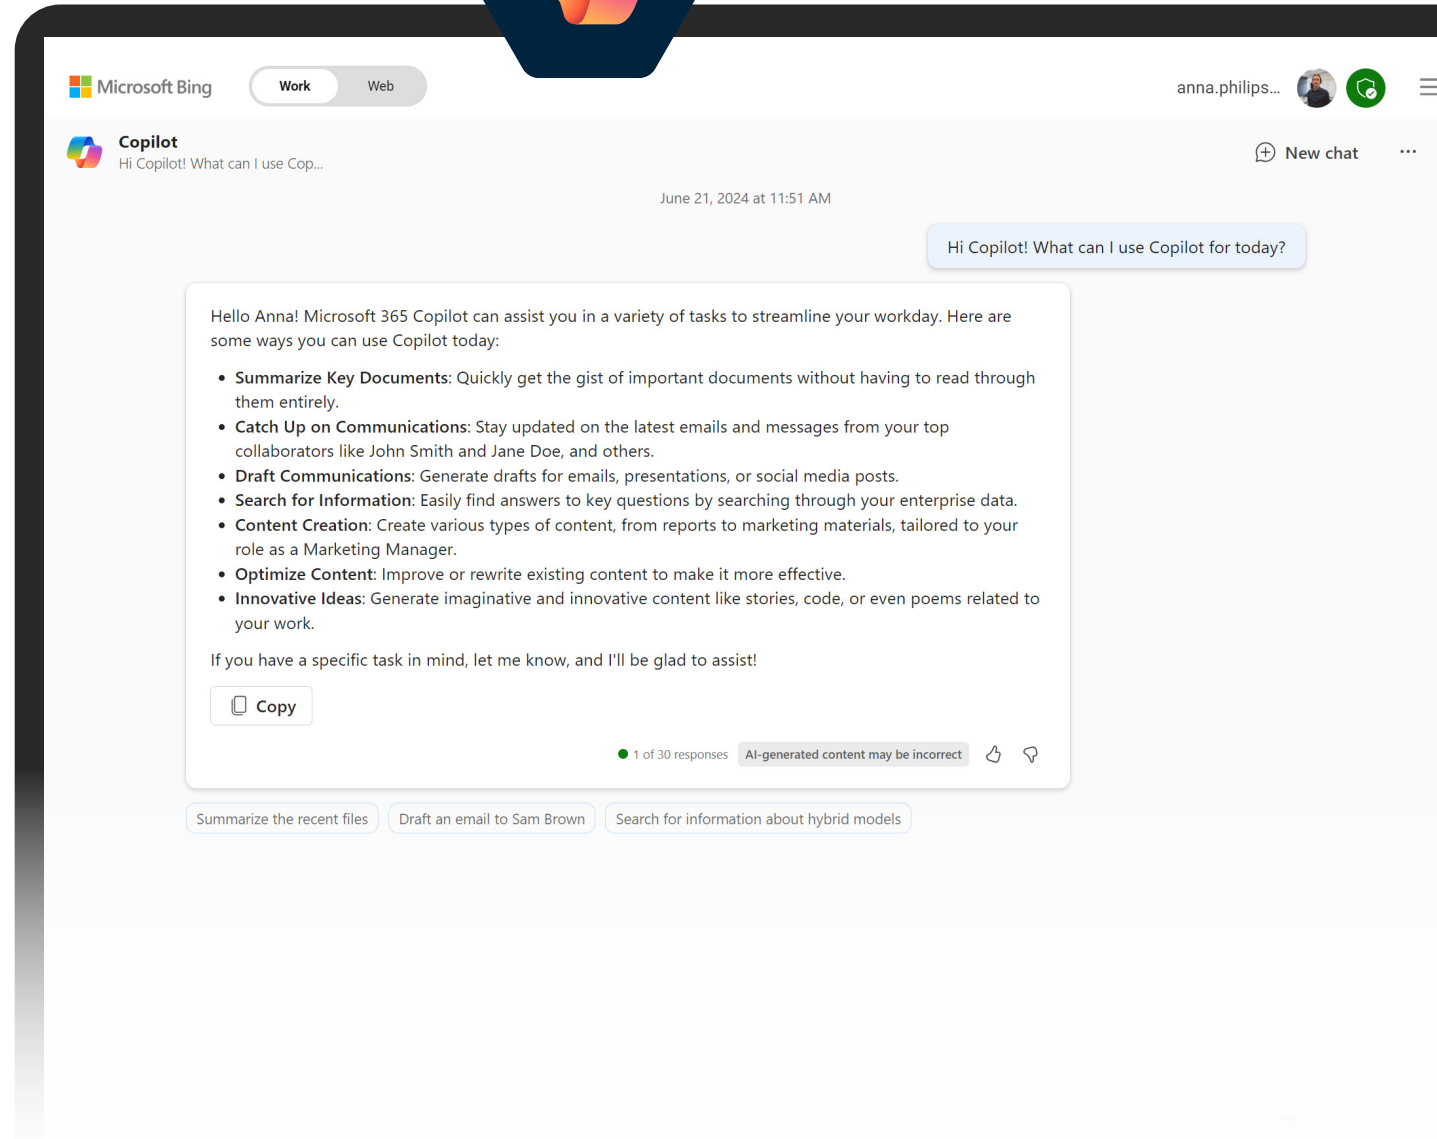 Microsoft Bing
Work
Web
anna.philips...
Copilot
Hi Copilot! What can I use Cop...
New chat
June 21, 2024 at 11:51 AM
Hi Copilot! What can I use Copilot for today?
Hello Anna! Microsoft 365 Copilot can assist you in a variety of tasks to streamline your workday. Here are
some ways you can use Copilot today:
• Summarize Key Documents: Quickly get the gist of important documents without having to read through
them entirely.
• Catch Up on Communications: Stay updated on the latest emails and messages from your top
collaborators like John Smith and Jane Doe, and others.
• Draft Communications: Generate drafts for emails, presentations, or social media posts.
• Search for Information: Easily find answers to key questions by searching through your enterprise data.
• Content Creation: Create various types of content, from reports to marketing materials, tailored to your
role as a Marketing Manager.
• Optimize Content: Improve or rewrite existing content to make it more effective.
• Innovative Ideas: Generate imaginative and innovative content like stories, code, or even poems related to
your work.
If you have a specific task in mind, let me know, and I'll be glad to assist!
Copy
1 of 30 responses
AI-generated content may be incorrect
Summarize the recent files
Draft an email to Sam Brown
Search for information about hybrid models